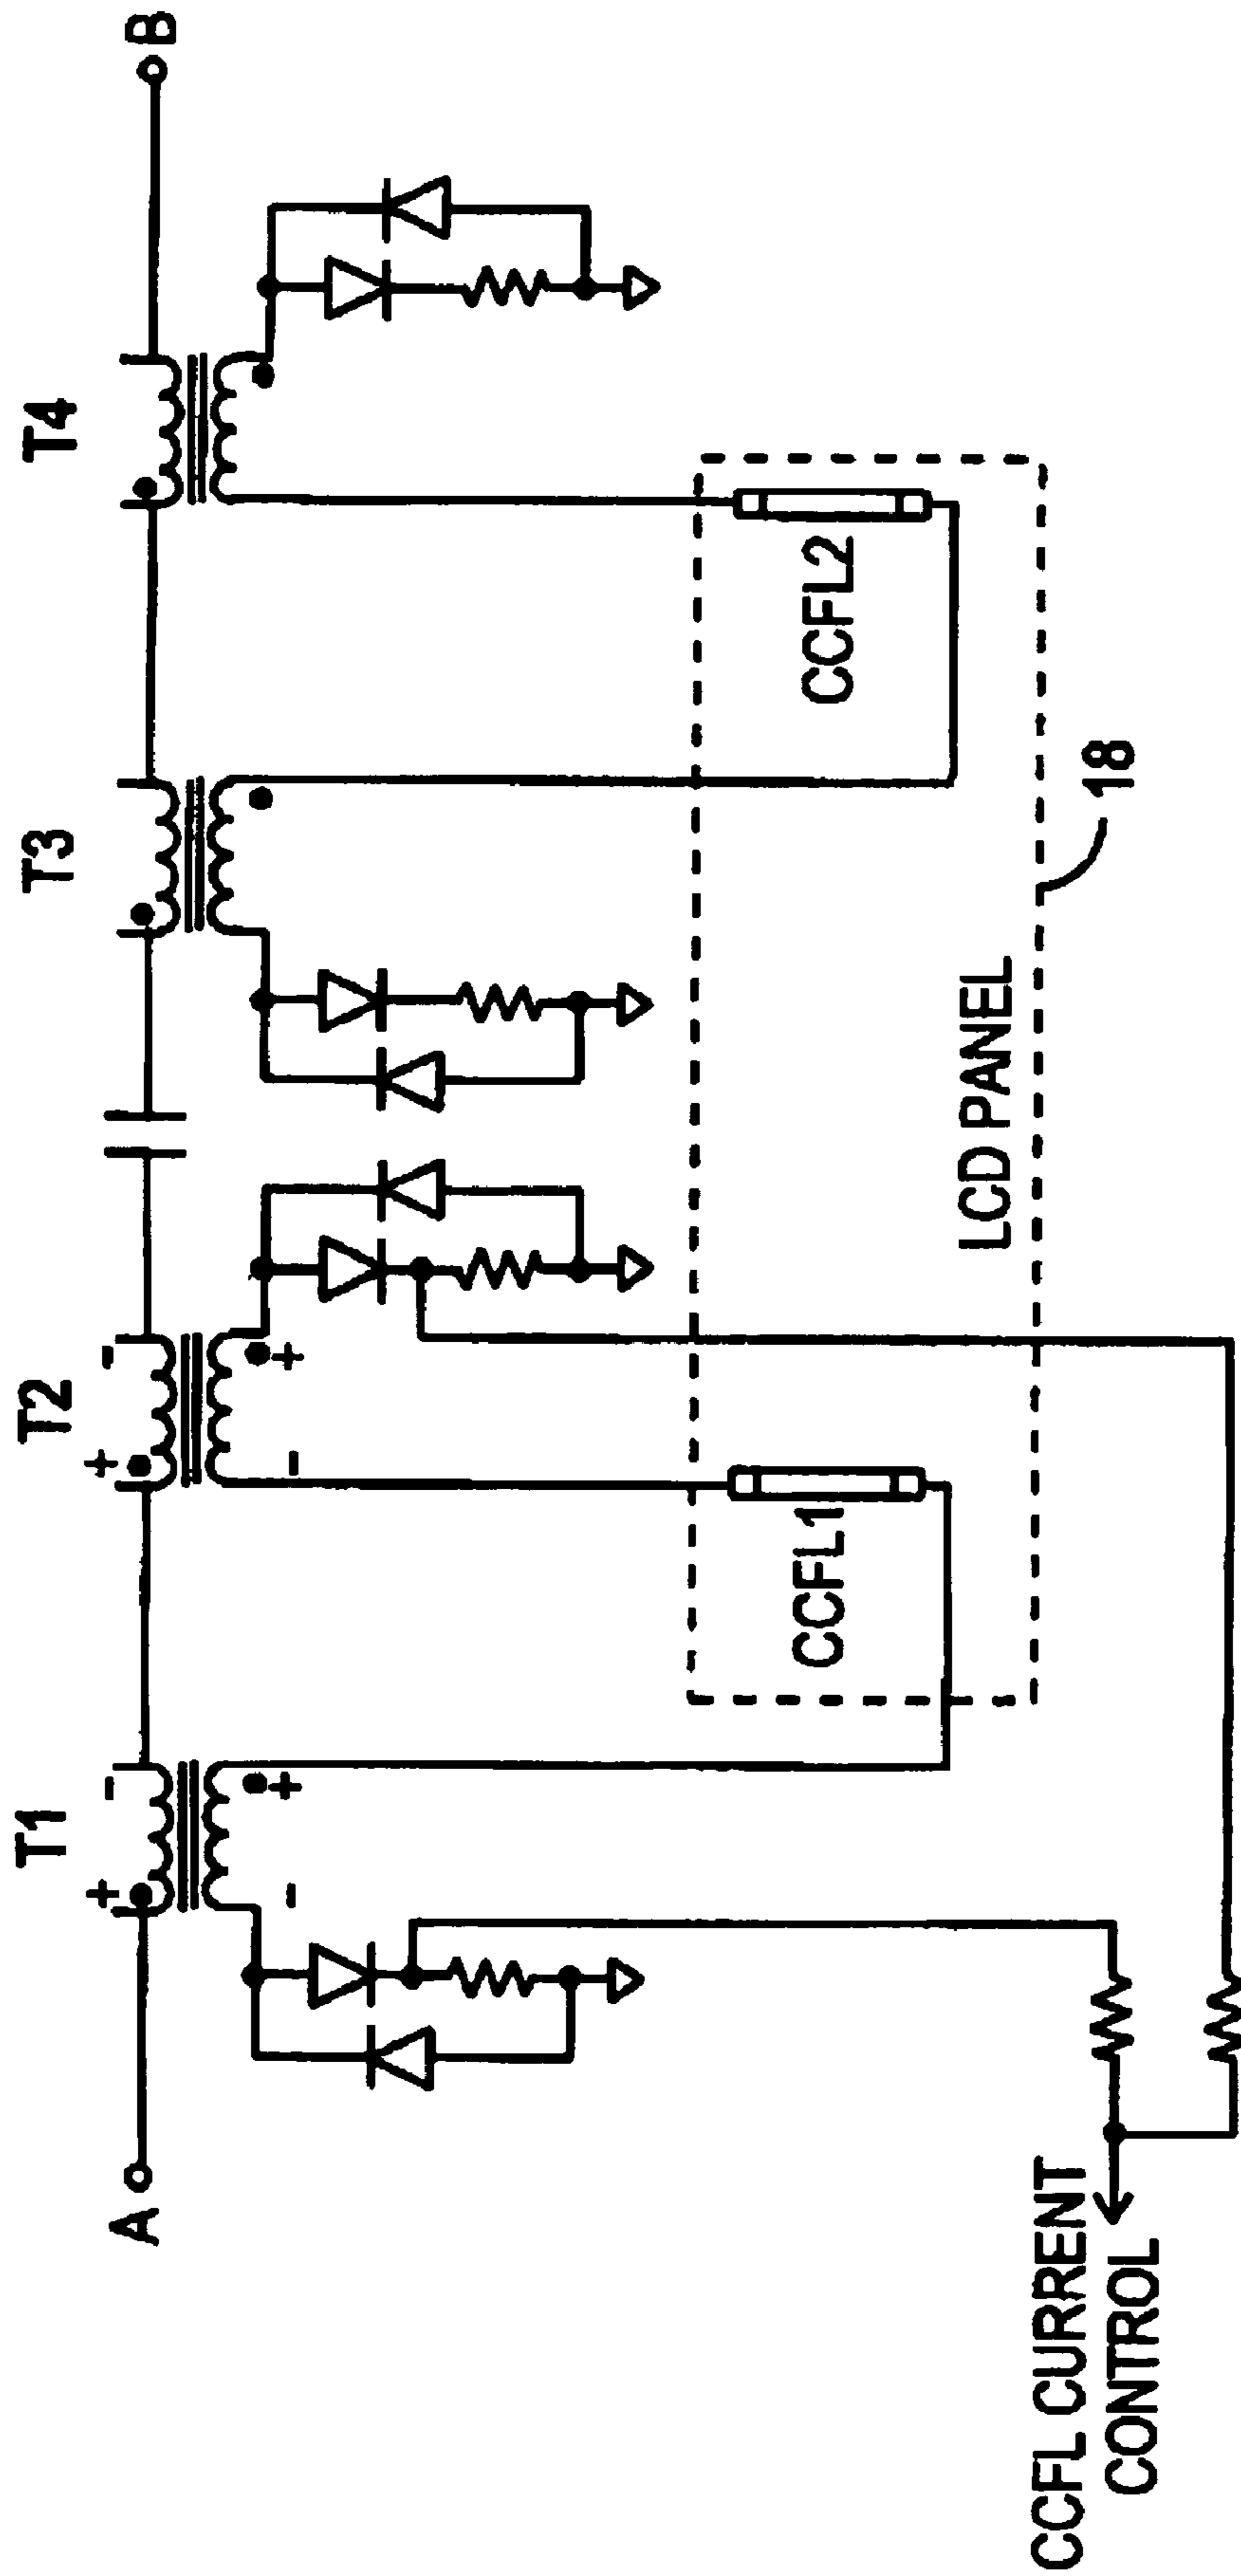 T1
T2
T3
T4
+
-
+
-
A
B
-
+
-
+
CCFL1
CCFL2
LCD PANEL
18
CCFL CURRENT
CONTROL